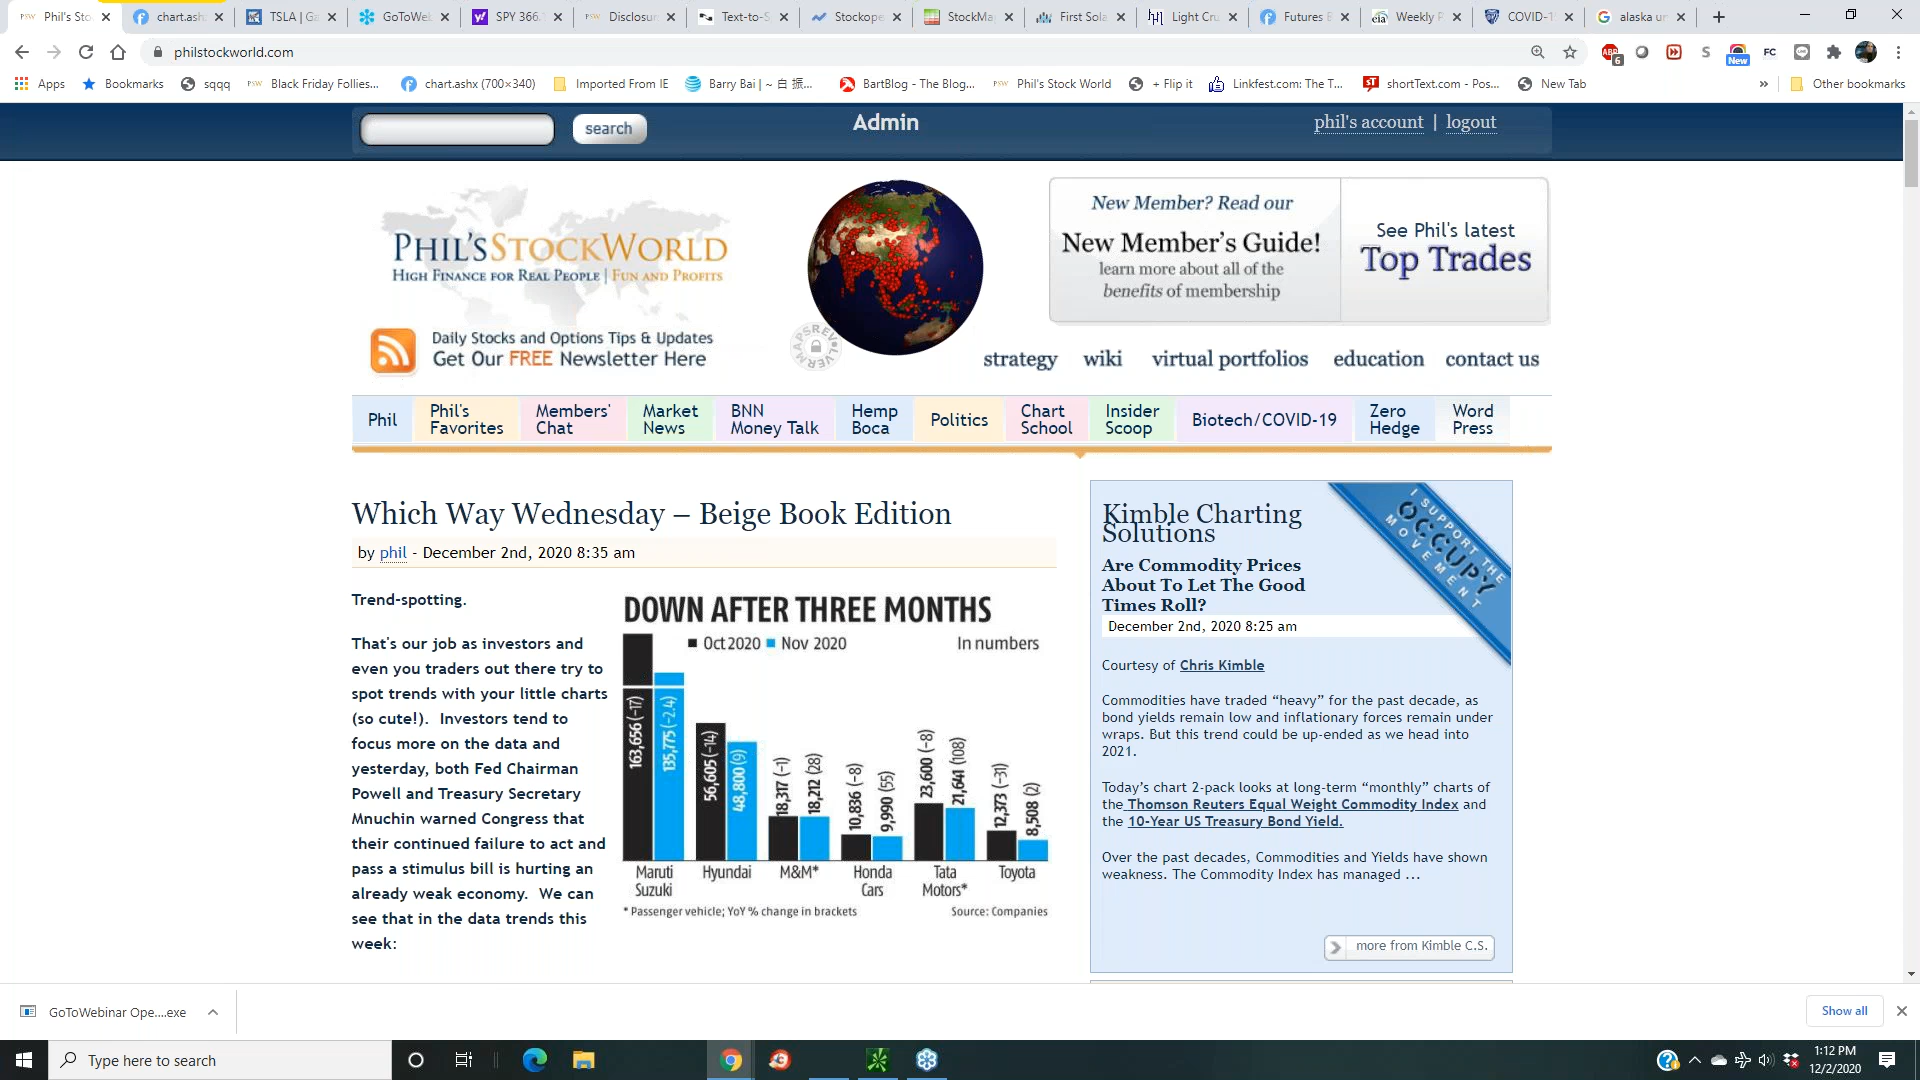 Phil's Sto
chart.ash
TSLA | Ga
GoToWeb
SPY 366.
Disclosur
Text-to-S
Stockope
StockMa
First Sola
Light Cru
Futures
Weekly P
COVID-1
alaska ur
philstockworld.com
6
FC
New
Apps
Bookmarks
sqqq
Black Friday Follies...
chart.ashx (700×340)
Imported From IE
Barry Bai | ~ 白 振...
BartBlog - The Blog...
Phil's Stock World
+ Flip it
Linkfest.com: The T...
shortText.com - Pos...
New Tab
»
Other bookmarks
search
Admin
phil's account | logout
PHIL'S STOCKWORLD
HIGH FINANCE FOR REAL PEOPLE | FUN AND PROFITS
Daily Stocks and Options Tips & Updates
Get Our FREE Newsletter Here
MAPS REVOLVER
New Member? Read our
New Member's Guide!
learn more about all of the
benefits of membership
See Phil's latest
Top Trades
strategy wiki virtual portfolios education contact us
Phil
Phil's
Favorites
Members'
Chat
Market
News
BNN
Money Talk
Hemp
Boca
Politics
Chart
School
Insider
Scoop
Biotech/COVID-19
Zero
Hedge
Word
Press
Which Way Wednesday – Beige Book Edition
by phil - December 2nd, 2020 8:35 am
Trend-spotting.
That's our job as investors and
even you traders out there try to
spot trends with your little charts
(so cute!). Investors tend to
focus more on the data and
yesterday, both Fed Chairman
Powell and Treasury Secretary
Mnuchin warned Congress that
their continued failure to act and
pass a stimulus bill is hurting an
already weak economy. We can
see that in the data trends this
week:
DOWN AFTER THREE MONTHS
Oct 2020 Nov 2020 In numbers
163,656 (-17)
135,775 (-2.4)
56,605 (-14)
48,800 (9)
18,317 (-1)
18,212 (28)
10,836 (-8)
9,990 (55)
23,600 (-8)
21,641 (108)
12,373 (-31)
8,508 (2)
Maruti
Suzuki
Hyundai
M&M*
Honda
Cars
Tata
Motors*
Toyota
* Passenger vehicle; YoY % change in brackets
Source: Companies
Kimble Charting
Solutions
I SUPPORT THE
OCCUPY
MOVEMENT
Are Commodity Prices
About To Let The Good
Times Roll?
December 2nd, 2020 8:25 am
Courtesy of Chris Kimble
Commodities have traded “heavy” for the past decade, as
bond yields remain low and inflationary forces remain under
wraps. But this trend could be up-ended as we head into
2021.
Today’s chart 2-pack looks at long-term “monthly” charts of
the Thomson Reuters Equal Weight Commodity Index and
the 10-Year US Treasury Bond Yield.
Over the past decades, Commodities and Yields have shown
weakness. The Commodity Index has managed ...
more from Kimble C.S.
GoToWebinar Ope....exe
Show all
Type here to search
1:12 PM
12/2/2020